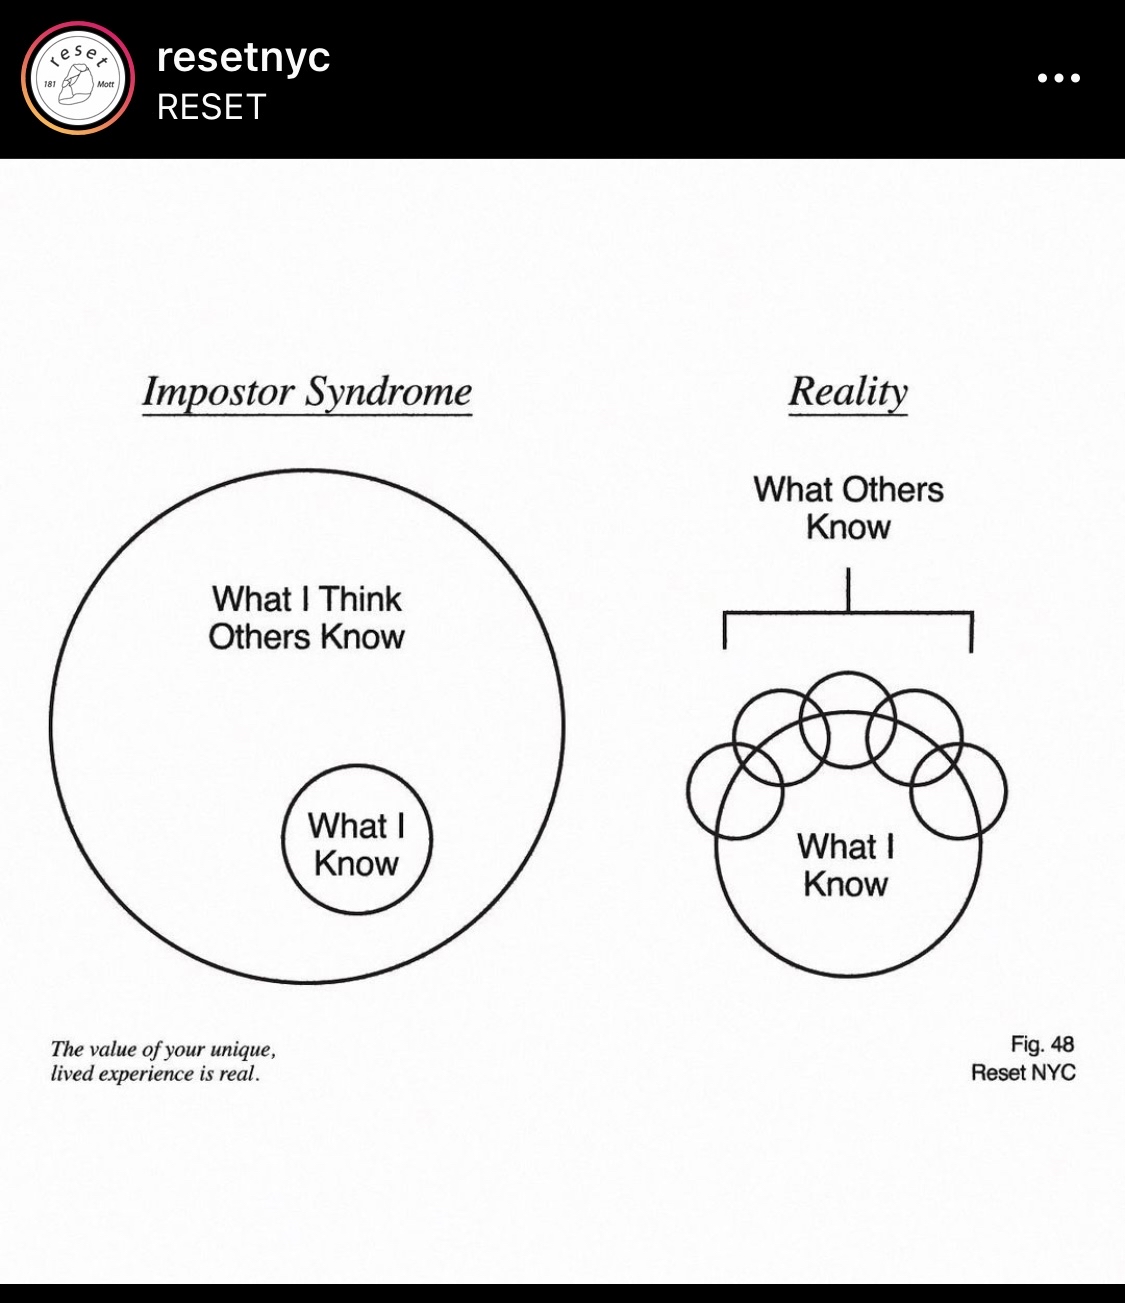 reset
181 Mott
resetnyc
RESET
Impostor Syndrome
What I Think
Others Know
What I
Know
Reality
What Others
Know
What I
Know
The value of your unique,
lived experience is real.
Fig. 48
Reset NYC